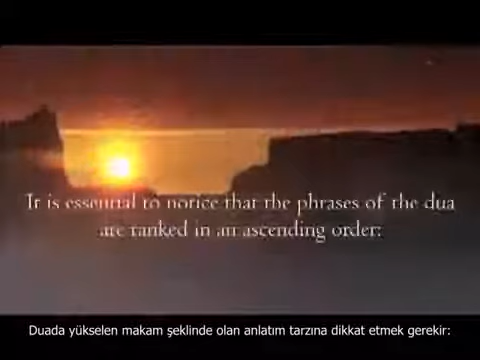 It is essential to notice that the phrases of the dua
are ranked in an ascending order:
Duada yükselen makam şeklinde olan anlatım tarzına dikkat etmek gerekir: